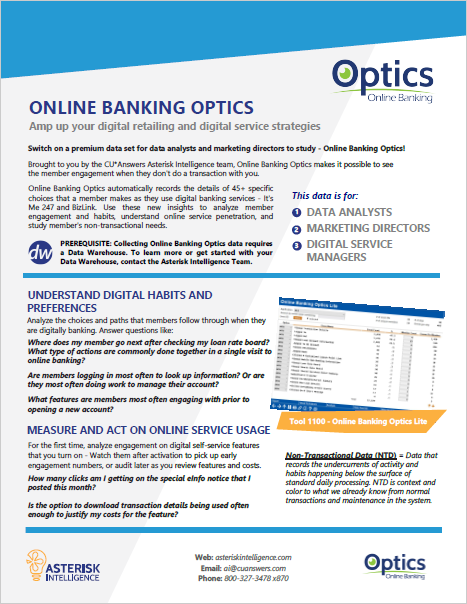 Optics
Online Banking
ONLINE BANKING OPTICS
Amp up your digital retailing and digital service strategies
Switch on a premium data set for data analysts and marketing directors to study - Online Banking Optics!
Brought to you by the CU*Answers Asterisk Intelligence team, Online Banking Optics makes it possible to see
the member engagement when they don't do a transaction with you.
Online Banking Optics automatically records the details of 45+ specific
choices that a member makes as they use digital banking services - It's
Me 247 and BizLink. Use these new insights to analyze member
engagement and habits, understand online service penetration, and
study member's non-transactional needs.
This data is for:
1 DATA ANALYSTS
2 MARKETING DIRECTORS
3 DIGITAL SERVICE
MANAGERS
dw
PREREQUISITE: Collecting Online Banking Optics data requires
a Data Warehouse. To learn more or get started with your
Data Warehouse, contact the Asterisk Intelligence Team.
UNDERSTAND DIGITAL HABITS AND
PREFERENCES
Analyze the choices and paths that members follow through when they
are digitally banking. Answer questions like:
Where does my member go next after checking my loan rate board?
What type of actions are commonly done together in a single visit to
online banking?
Are members logging in most often to look up information? Or are
they most often doing work to manage their account?
What features are members most often engaging with prior to
opening a new account?
Online Banking Optics Lite
Tool 1100 - Online Banking Optics Lite
MEASURE AND ACT ON ONLINE SERVICE USAGE
For the first time, analyze engagement on digital self-service features
that you turn on - Watch them after activation to pick up early
engagement numbers, or audit later as you review features and costs.
How many clicks am I getting on the special eInfo notice that I
posted this month?
Is the option to download transaction details being used often
enough to justify my costs for the feature?
Non-Transactional Data (NTD) = Data that
records the undercurrents of activity and
habits happening below the surface of
standard daily processing. NTD is context and
color to what we already know from normal
transactions and maintenance in the system.
ASTERISK
INTELLIGENCE
Web: asteriskintelligence.com
Email: ai@cuanswers.com
Phone: 800-327-3478 x870
Optics
Online Banking